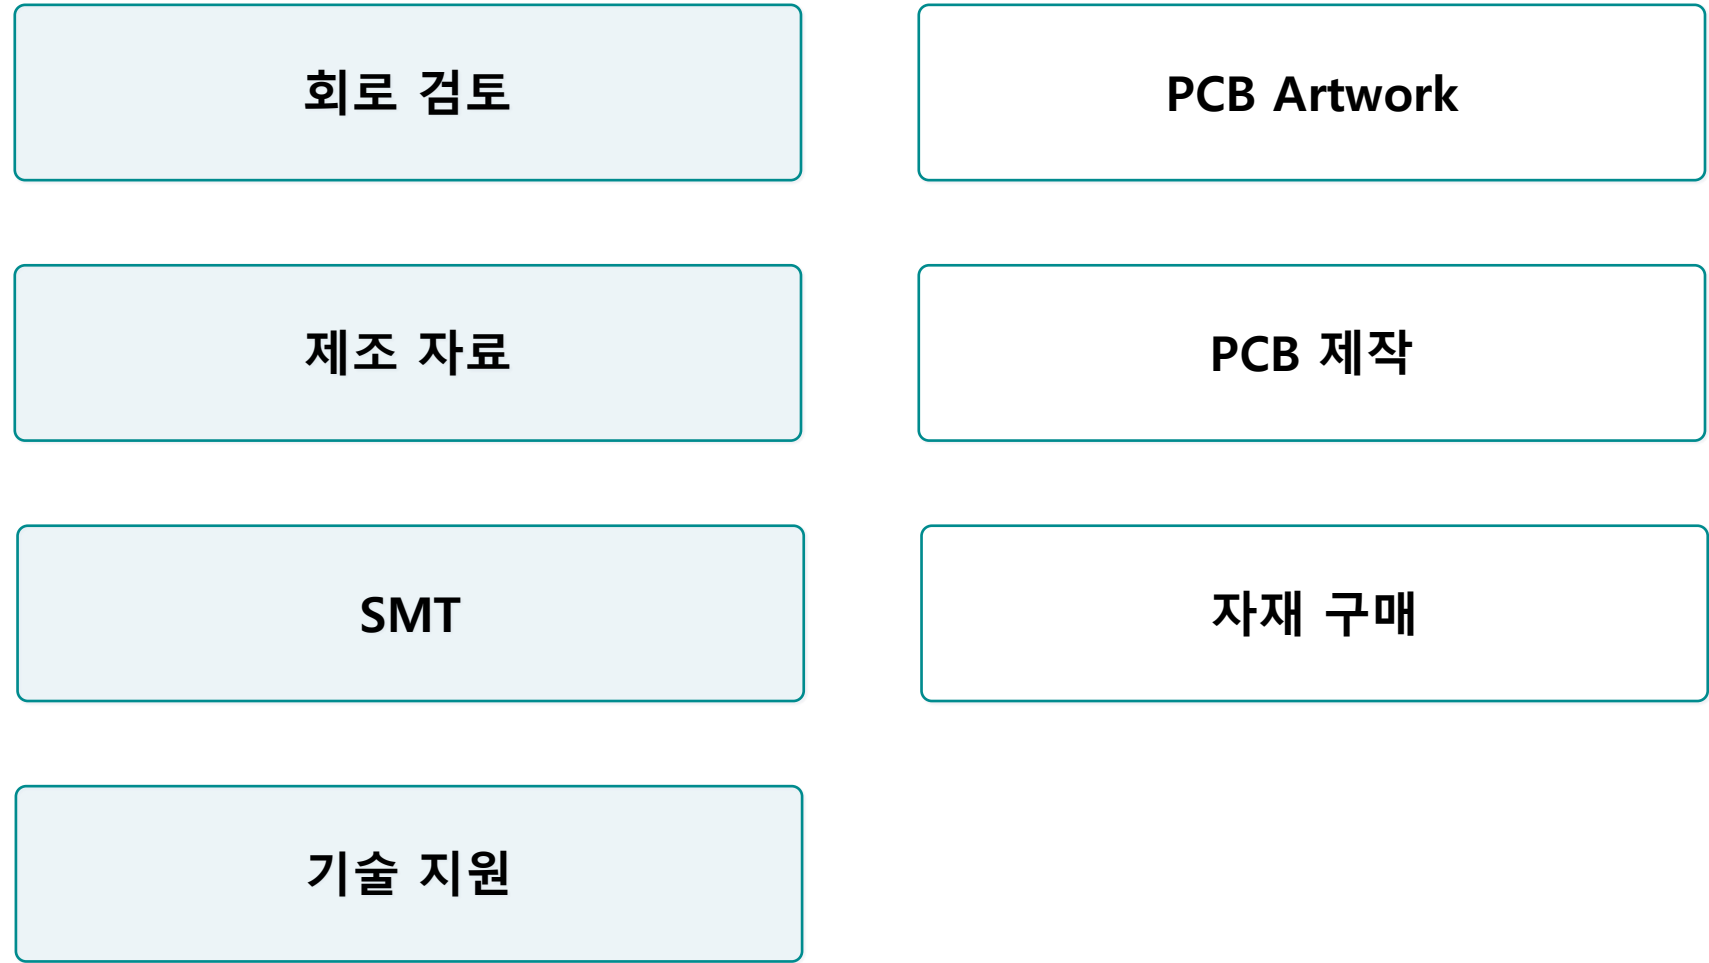 회로 검토
PCB Artwork
제조 자료
PCB 제작
SMT
자재 구매
기술 지원